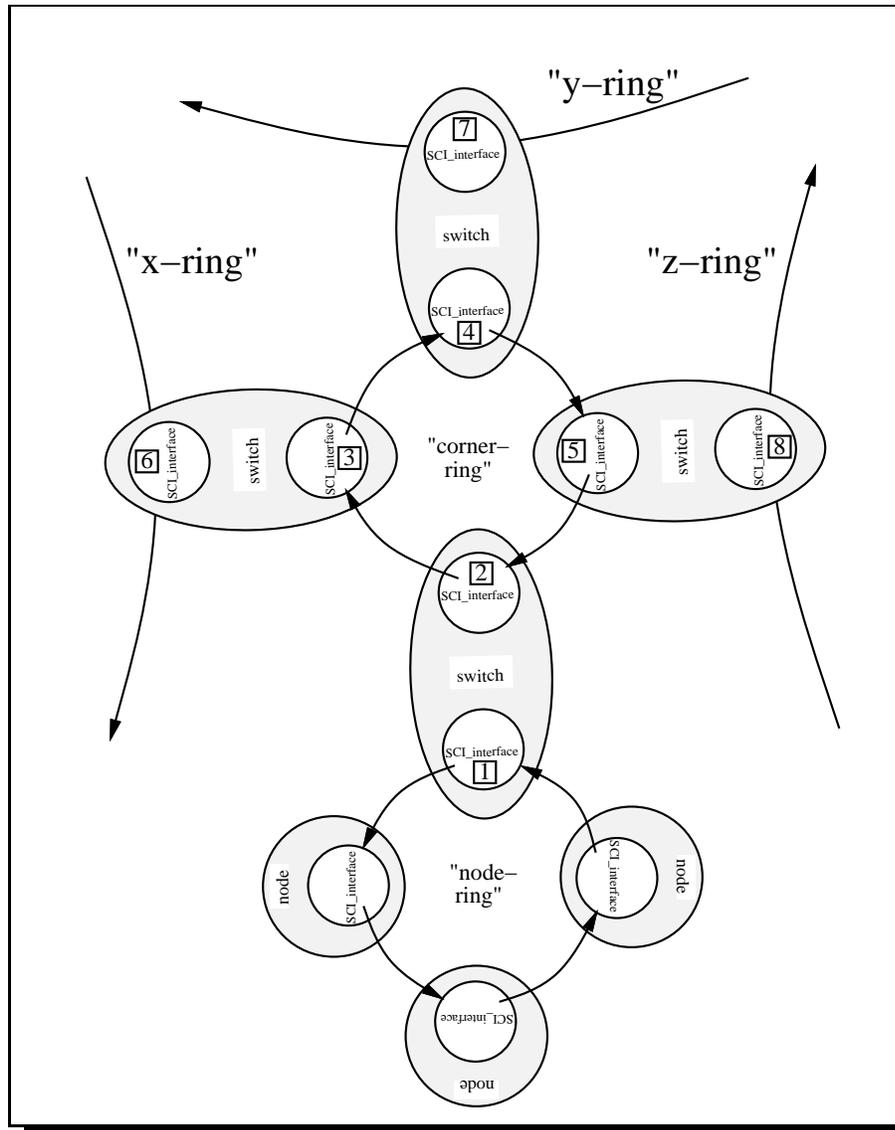 "y−ring"
7
SCI_interface
switch
"x−ring"
"z−ring"
SCI_interface
4
6
SCI_interface
switch
SCI_interface
3
"corner−
ring"
5
SCI_interface
switch
SCI_interface
8
2
SCI_interface
switch
SCI_interface
1
node
SCI_interface
"node−
ring"
SCI_interface
node
SCI_interface
node